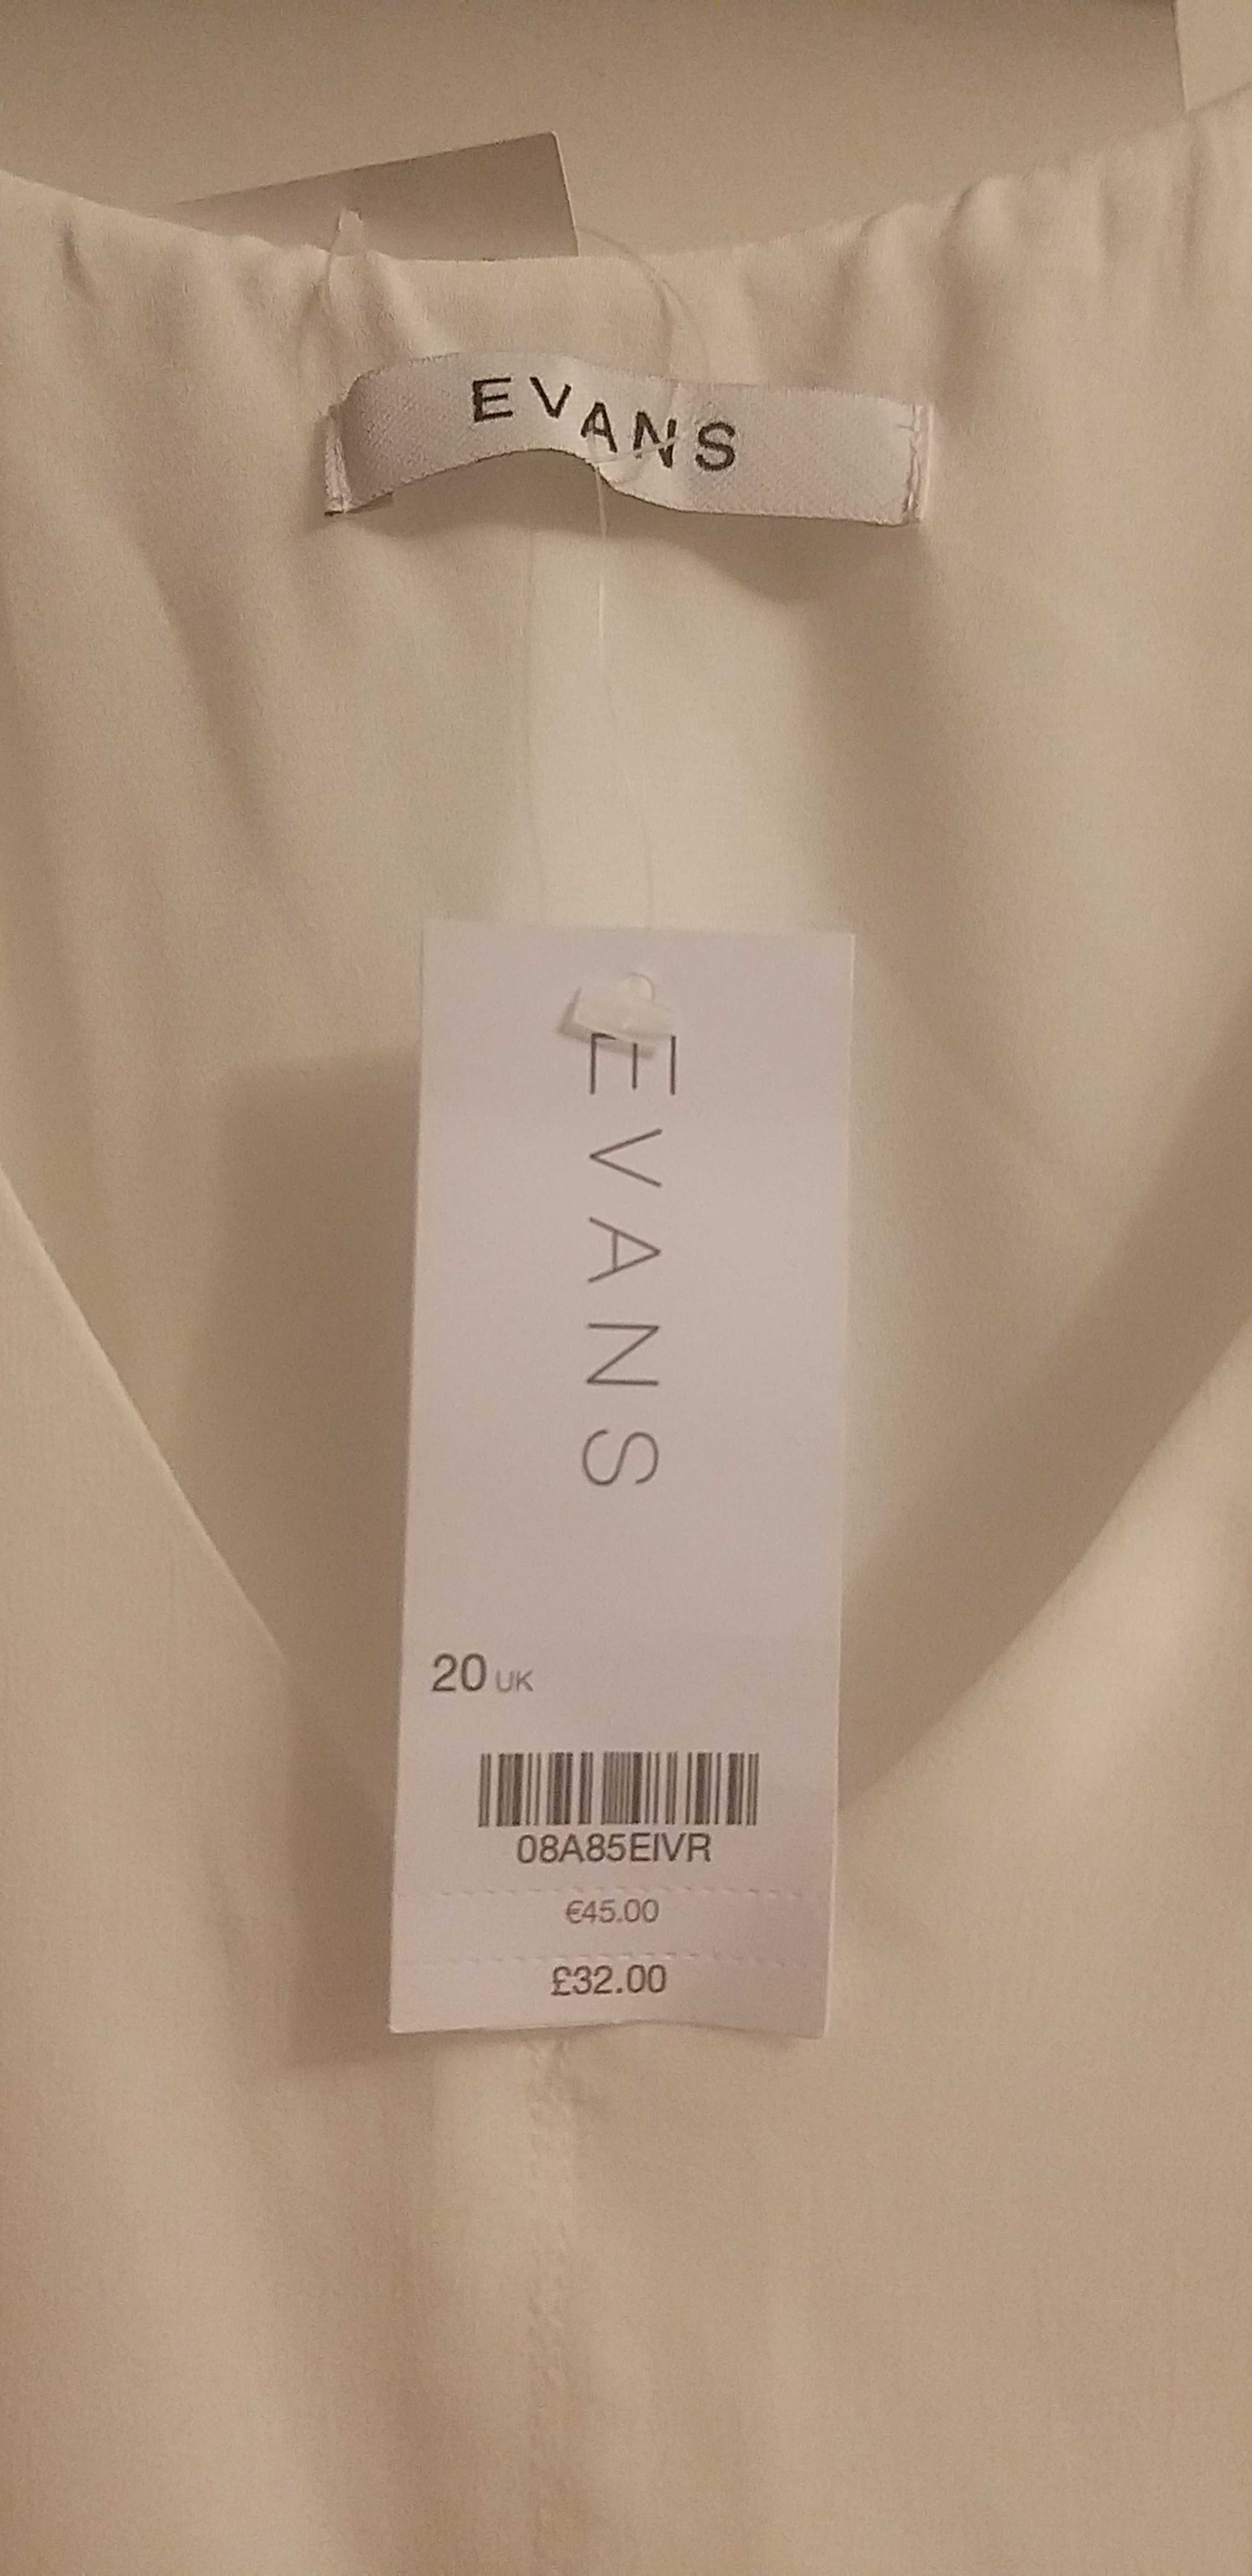 EVANS
EVANS
20 UK
08A85EIVR
€45.00
£32.00